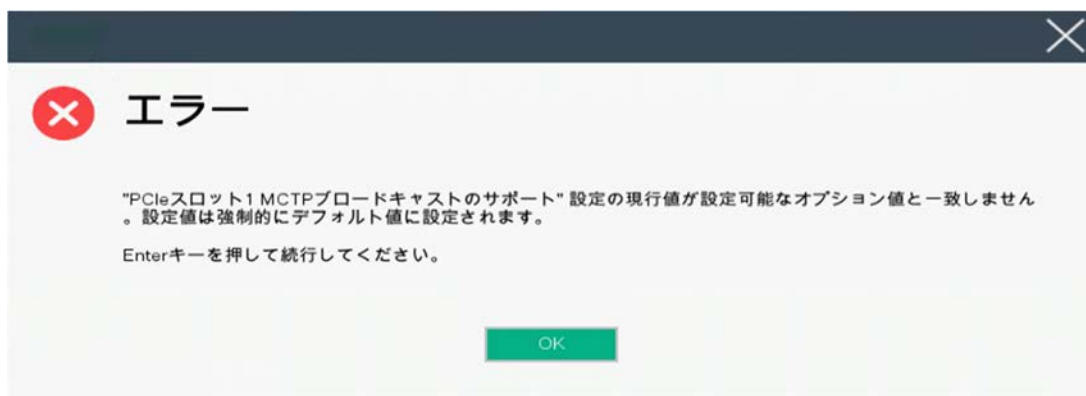 エラー
"PCIeスロット1 MCTPブロードキャストのサポート" 設定の現行値が設定可能なオプション値と一致しません
。設定値は強制的にデフォルト値に設定されます。
Enterキーを押して続行してください。
OK